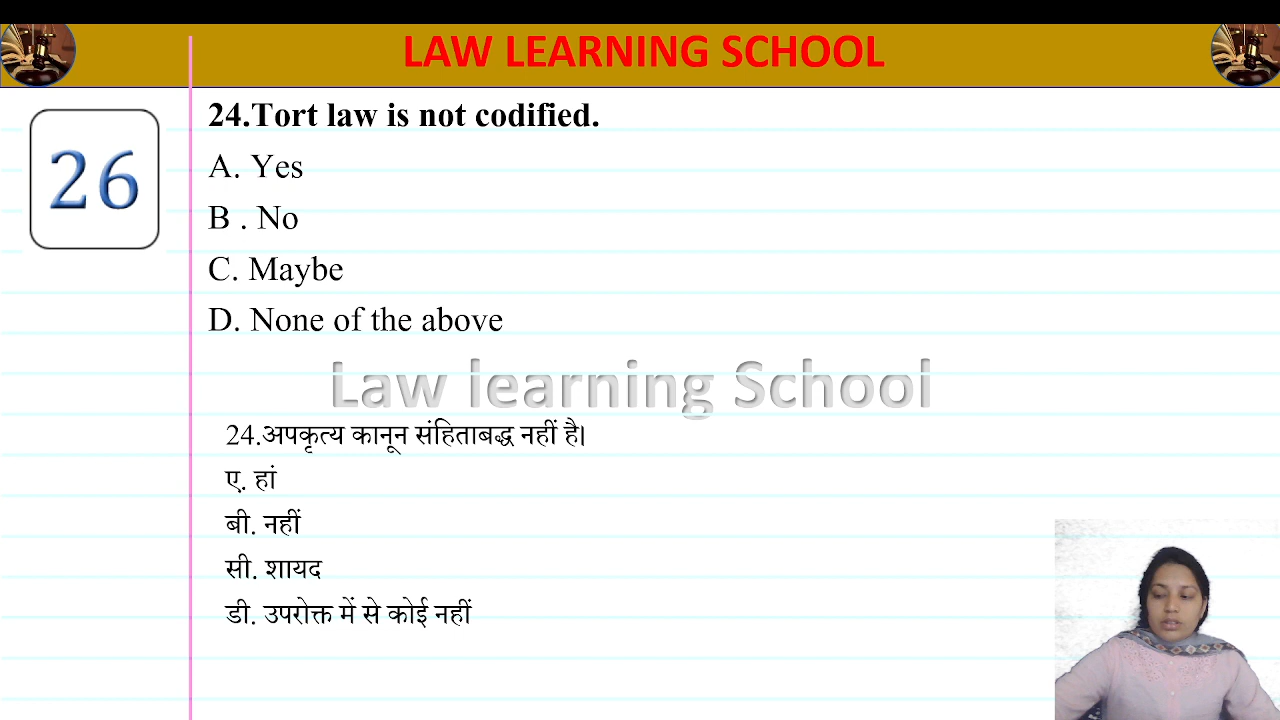 LAW LEARNING SCHOOL
26
24.Tort law is not codified.
A. Yes
B . No
C. Maybe
D. None of the above
Law learning School
24.अपकृत्य कानून संहिताबद्ध नहीं है।
ए. हां
बी. नहीं
सी. शायद
डी. उपरोक्त में से कोई नहीं